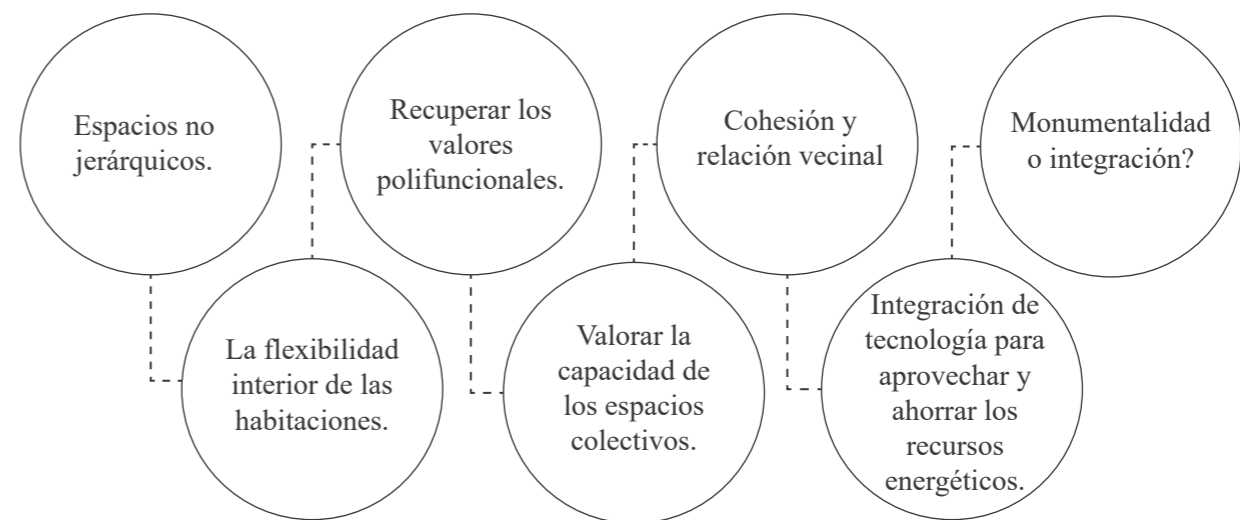 Espacios no
jerárquicos.
La flexibilidad
interior de las
habitaciones.
Recuperar los
valores
polifuncionales.
Valorar la
capacidad de
los espacios
colectivos.
Cohesión y
relación vecinal
Integración de
tecnología para
aprovechar y
ahorrar los
recursos
energéticos.
Monumentalidad
o integración?